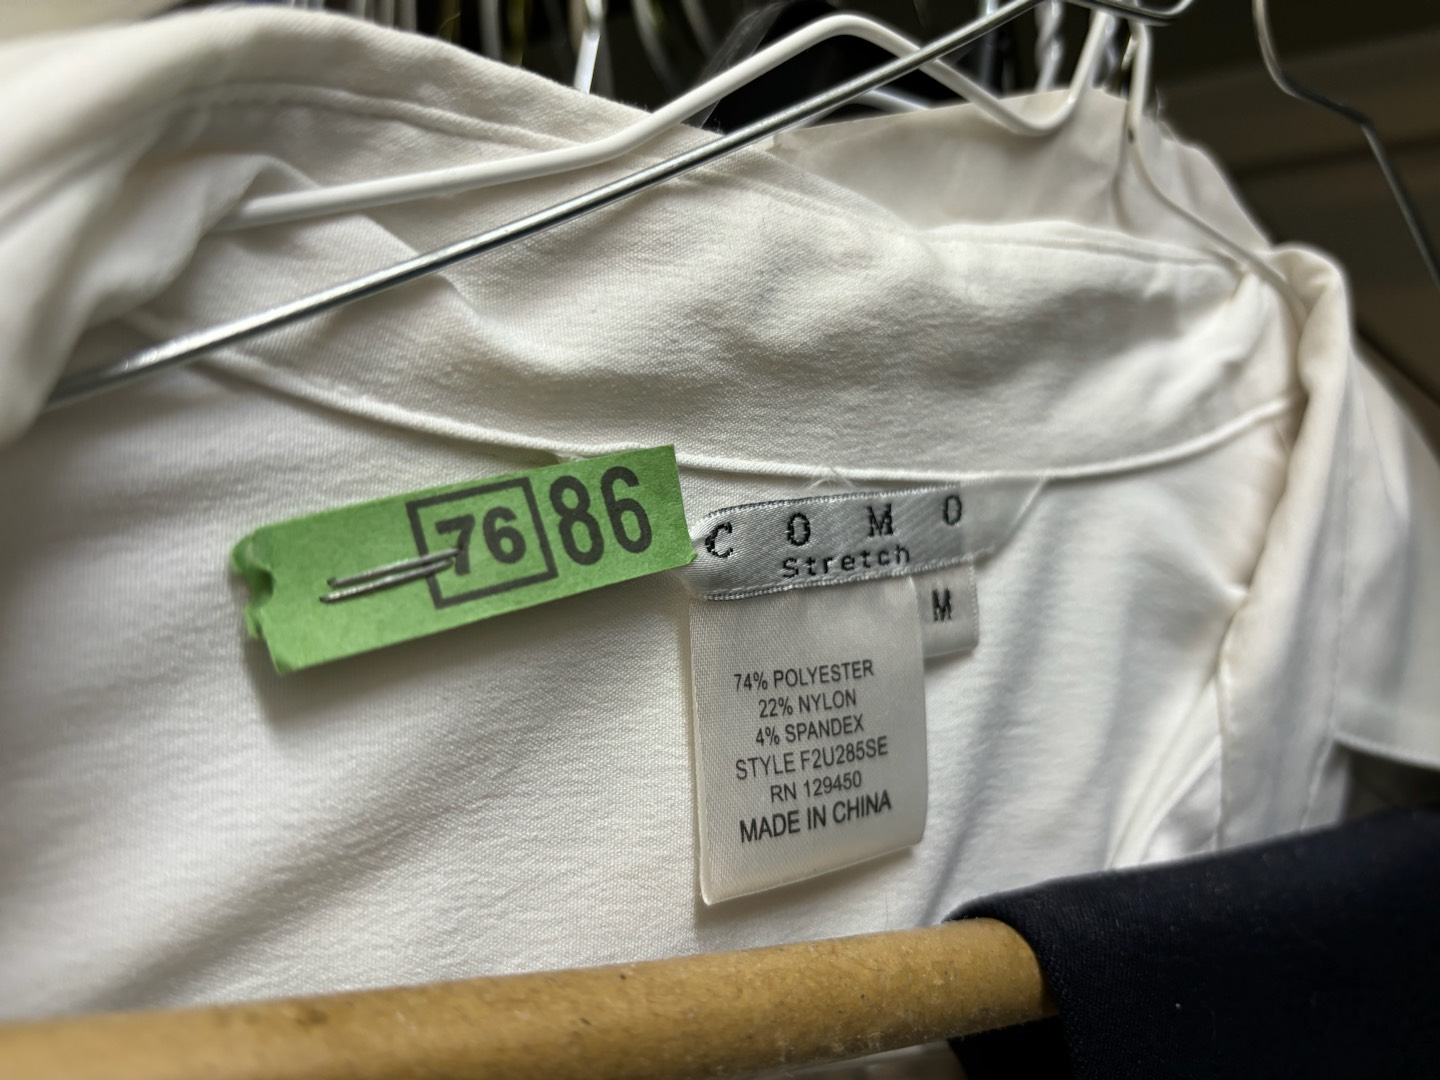 76 86
C O M O
Stretch
M
74% POLYESTER
22% NYLON
4% SPANDEX
STYLE F2U285SE
RN 129450
MADE IN CHINA